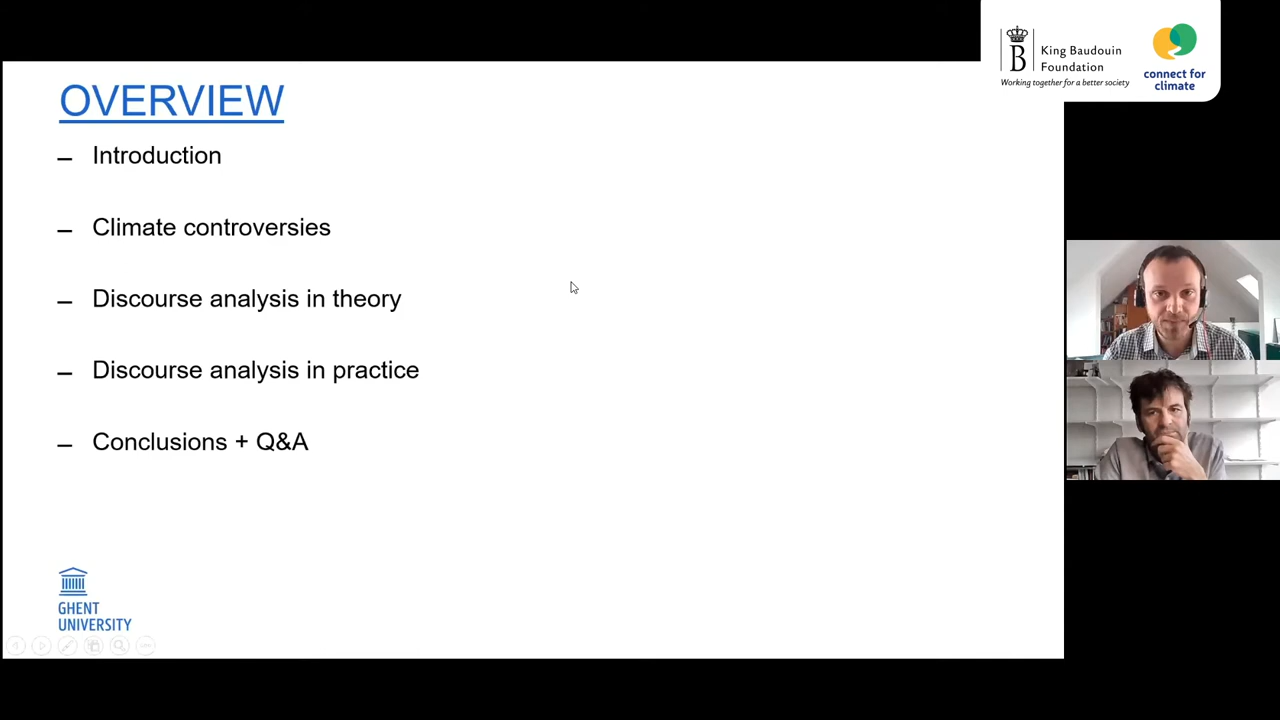 King Baudouin
Foundation
Working together for a better society
connect for
climate
OVERVIEW
– Introduction
– Climate controversies
– Discourse analysis in theory
– Discourse analysis in practice
– Conclusions + Q&A
GHENT
UNIVERSITY